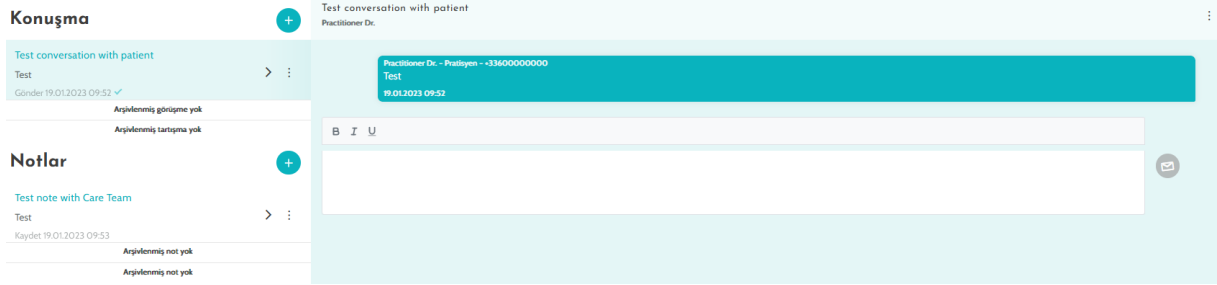 Konuşma
+
Test conversation with patient
Test
Gönder 19.01.2023 09:52
Arşivlenmiş görüşme yok
Arşivlenmiş tartışma yok
Notlar
+
Test note with Care Team
Test
Kaydet 19.01.2023 09:53
Arşivlenmiş not yok
Arşivlenmiş not yok
Test conversation with patient
Practitioner Dr.
Practitioner Dr. - Pratisyen - +33600000000
Test
19.01.2023 09:52
B I U